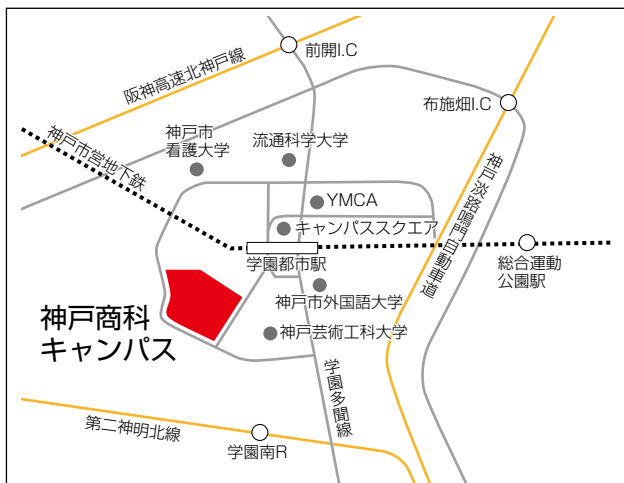 阪神高速北神戸線
前開I.C
布施畑I.C
神戸市営地下鉄
神戸市
看護大学
流通科学大学
YMCA
キャンパススクエア
学園都市駅
神戸淡路鳴門自動車道
総合運動
公園駅
神戸市外国語大学
神戸商科
キャンパス
神戸芸術工科大学
学園多聞線
第二神明北線
学園南R